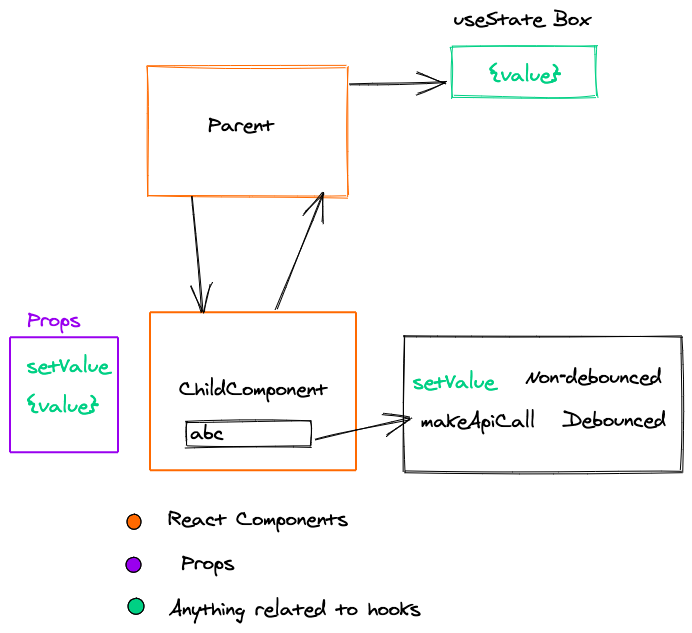 useState Box
{value}
Parent
Props
setValue
{value}
ChildComponent
abc
setValue Non-debounced
makeApiCall Debounced
React Components
Props
Anything related to hooks